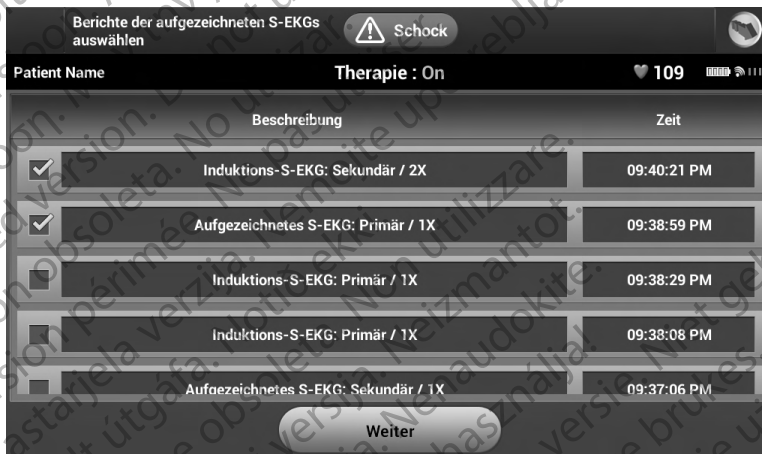 Berichte der aufgezeichneten S-EKGs
auswählen
Schock
Patient Name Therapie : On 109
Beschreibung Zeit
Induktions-S-EKG: Sekundär / 2X 09:40:21 PM
Aufgezeichnetes S-EKG: Primär / 1X 09:38:59 PM
Induktions-S-EKG: Primär / 1X 09:38:29 PM
Induktions-S-EKG: Primär / 1X 09:38:08 PM
Aufgezeichnetes S-EKG: Sekundär / 1X 09:37:06 PM
Weiter